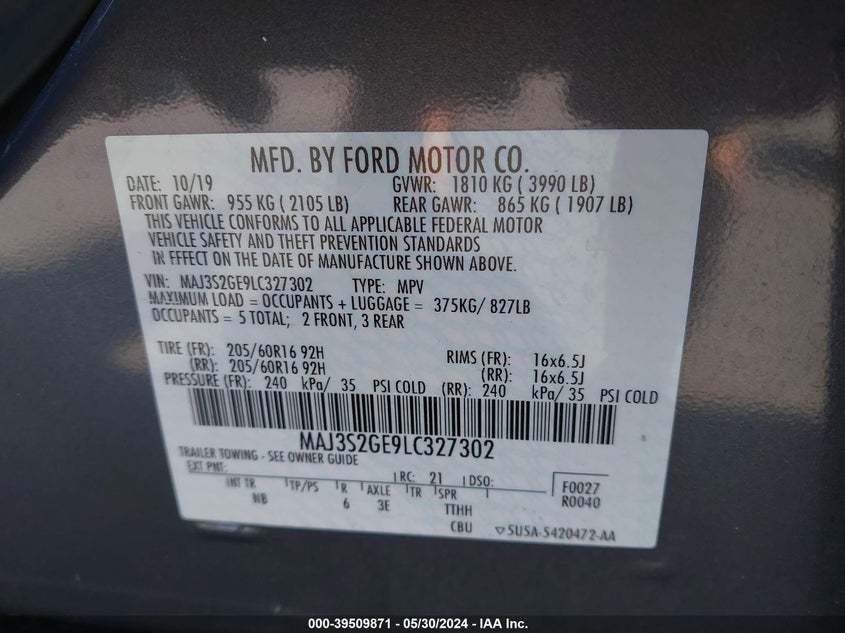 MFD. BY FORD MOTOR CO.
DATE: 10/19 GVWR: 1810 KG ( 3990 LB)
FRONT GAWR: 955 KG ( 2105 LB) REAR GAWR: 865 KG ( 1907 LB)
THIS VEHICLE CONFORMS TO ALL APPLICABLE FEDERAL MOTOR
VEHICLE SAFETY AND THEFT PREVENTION STANDARDS
IN EFFECT ON THE DATE OF MANUFACTURE SHOWN ABOVE.
VIN: MAJ3S2GE9LC327302 TYPE: MPV
MAXIMUM LOAD = OCCUPANTS + LUGGAGE = 375KG/ 827LB
OCCUPANTS = 5 TOTAL; 2 FRONT, 3 REAR
TIRE (FR): 205/60R16 92H RIMS (FR): 16x6.5J
(RR): 205/60R16 92H (RR): 16x6.5J
PRESSURE (FR): 240 kPa/ 35 PSI COLD (RR): 240 kPa/ 35 PSI COLD
MAJ3S2GE9LC327302
TRAILER TOWING - SEE OWNER GUIDE
EXT PNT: RC: 21 DSO: F0027
INT TR TP/PS R AXLE TR SPR R0040
NB 6 3E TTHH
CBU 5U5A-5420472-AA
000-39509871 - 05/30/2024 - IAA Inc.